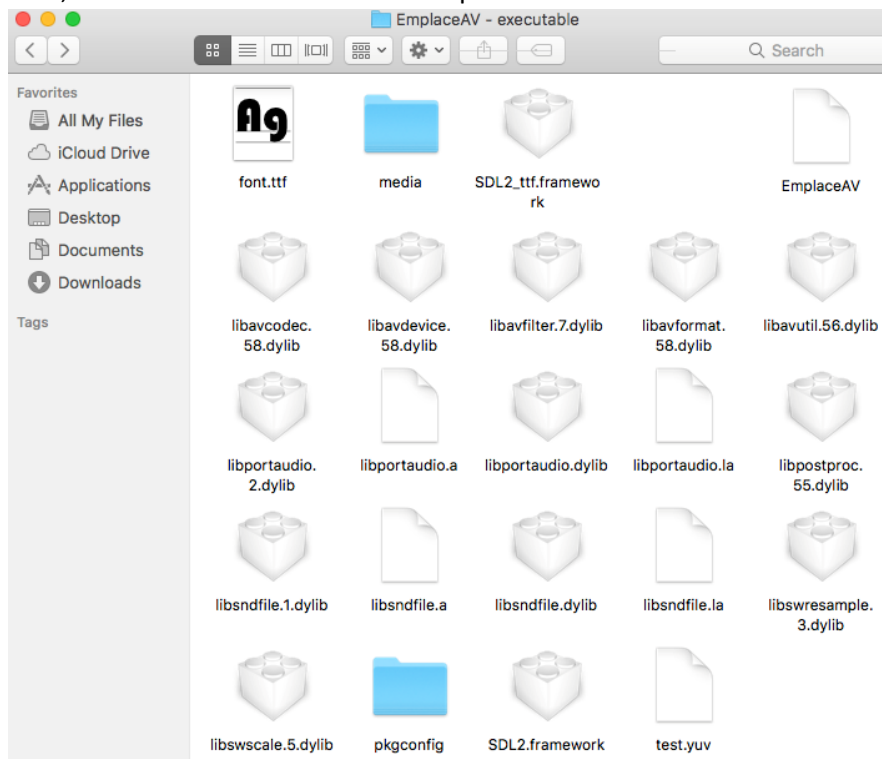 EmplaceAV - executable
Search
Favorites
All My Files
iCloud Drive
Applications
Desktop
Documents
Downloads
Tags
Ag
font.ttf
media
SDL2_ttf.framewo
rk
EmplaceAV
libavcodec.
58.dylib
libavdevice.
58.dylib
libavfilter.7.dylib
libavformat.
58.dylib
libavutil.56.dylib
libportaudio.
2.dylib
libportaudio.a
libportaudio.dylib
libportaudio.la
libpostproc.
55.dylib
libsndfile.1.dylib
libsndfile.a
libsndfile.dylib
libsndfile.la
libswresample.
3.dylib
libswscale.5.dylib
pkgconfig
SDL2.framework
test.yuv